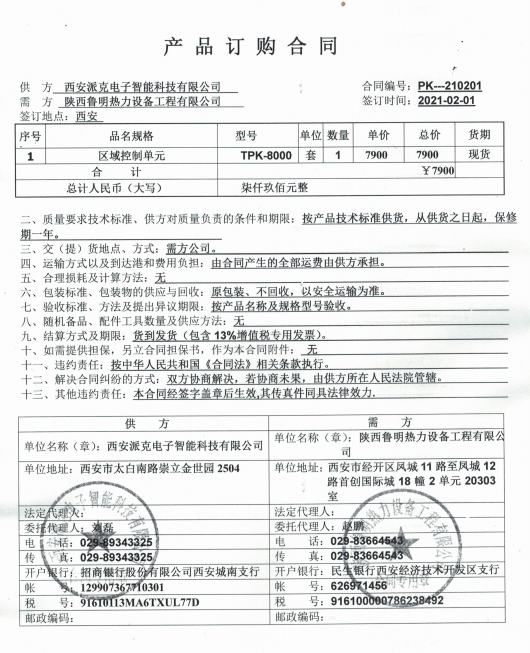 产品订购合同
供 方 西安派克电子智能科技有限公司 合同编号：PK---210201
需 方 陕西鲁明热力设备工程有限公司 签订时间：2021-02-01
签订地点：西安
序号 品名规格 型号 单位 数量 单价 总价 货期
1 区域控制单元 TPK-8000 套 1 7900 7900 现货
合 计 ￥7900
总计人民币（大写） 柒仟玖佰元整
二、质量要求技术标准、供方对质量负责的条件和期限：按产品技术标准供货，从供货之日起，保修
期一年。
三、交（提）货地点、方式：需方公司。
四、运输方式以及到达港和费用负担：由合同产生的全部运费由供方承担。
五、合理损耗及计算方法：无
六、包装标准、包装物的供应与回收：原包装、不回收，以安全运输为准。
七、验收标准、方法及提出异议期限：按产品名称及规格型号验收。
八、随机备品、配件工具数量及供应方法：无
九、结算方式及期限：货到发货（包含 13%增值税专用发票）。
十、如需提供担保，另立合同担保书，作为本合同附件： 无
十一、违约责任：按中华人民共和国《合同法》相关条款执行。
十二、解决合同纠纷的方式：双方协商解决，若协商未果，由供方所在人民法院管辖。
十三、其他违约责任：本合同经签字盖章后生效,其传真件同具法律效力.
供 方
单位名称（章）：西安派克电子智能科技有限公司
单位地址：西安市太白南路崇立金世园 2504
法定代理人：
委托代理人：刘磊
电 话：029-89343325
传 真：029-89343325
开户银行：招商银行股份有限公司西安城南支行
帐 号：129907367710301
税 号：91610113MA6TXUL77D
邮政编码：
需 方
单位名称（章）：陕西鲁明热力设备工程有限公
司
单位地址：西安市经开区凤城 11 路至凤城 12
路首创国际城 18 幢 2 单元 20303
室
法定代理人：
委托代理人：赵鹏
电 话：029-83664543
传 真：029-83664543
开户银行：民生银行西安经济技术开发区支行
帐 号：626971456
税 号：916100000786238492
邮政编码：